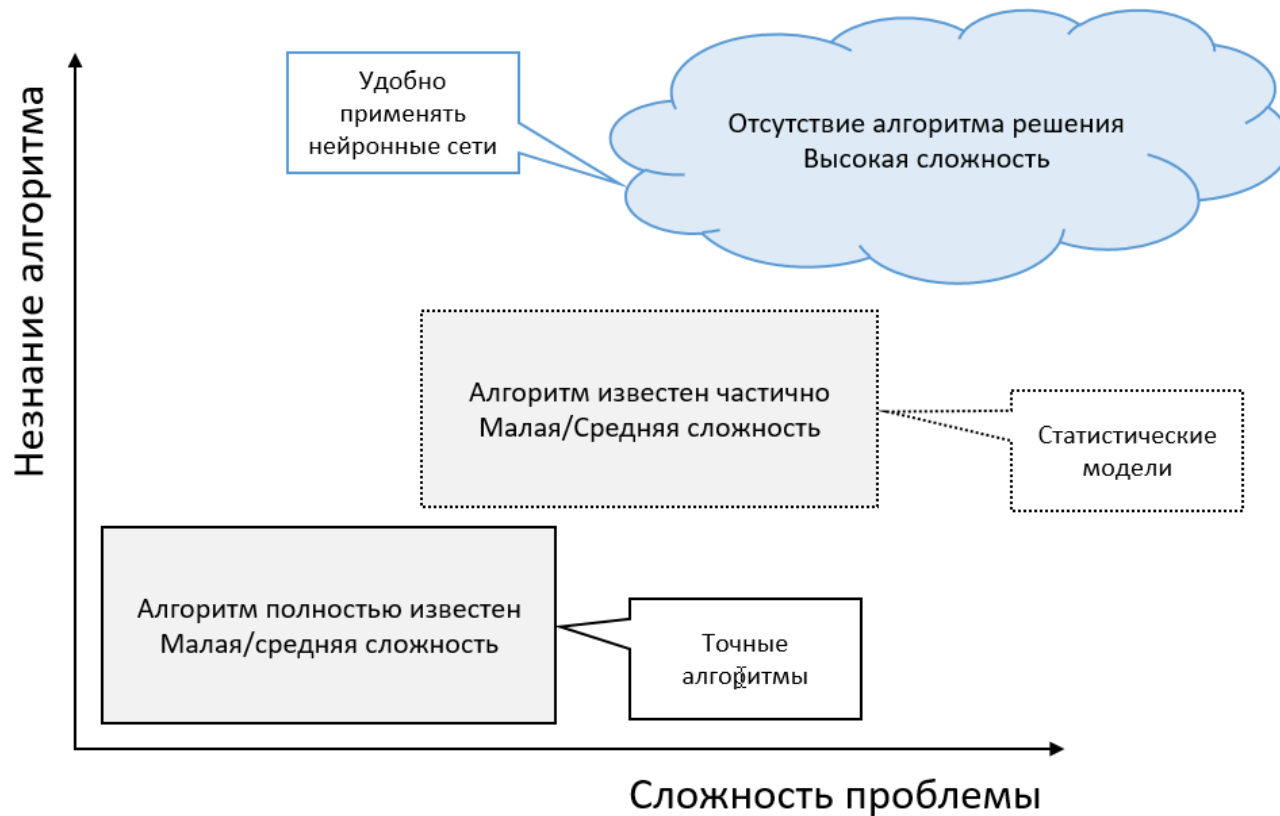 Незнание алгоритма
Удобно
применять
нейронные сети
Отсутствие алгоритма решения
Высокая сложность
Алгоритм известен частично
Малая/Средняя сложность
Статистические
модели
Алгоритм полностью известен
Малая/средняя сложность
Точные
алгоритмы
Сложность проблемы